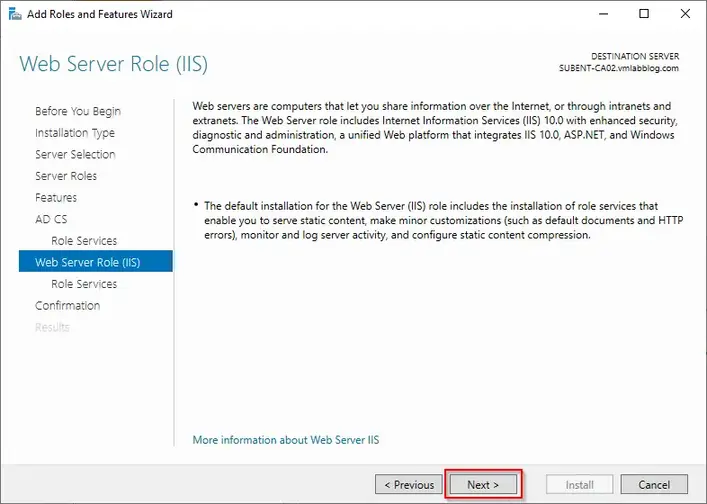 Add Roles and Features Wizard
Web Server Role (IIS)
DESTINATION SERVER
SUBENT-CA02.vmlabblog.com
Before You Begin
Installation Type
Server Selection
Server Roles
Features
AD CS
Role Services
Web Server Role (IIS)
Role Services
Confirmation
Results
Web servers are computers that let you share information over the Internet, or through intranets and
extranets. The Web Server role includes Internet Information Services (IIS) 10.0 with enhanced security,
diagnostic and administration, a unified Web platform that integrates IIS 10.0, ASP.NET, and Windows
Communication Foundation.
• The default installation for the Web Server (IIS) role includes the installation of role services that
enable you to serve static content, make minor customizations (such as default documents and HTTP
errors), monitor and log server activity, and configure static content compression.
More information about Web Server IIS
< Previous
Next >
Install
Cancel